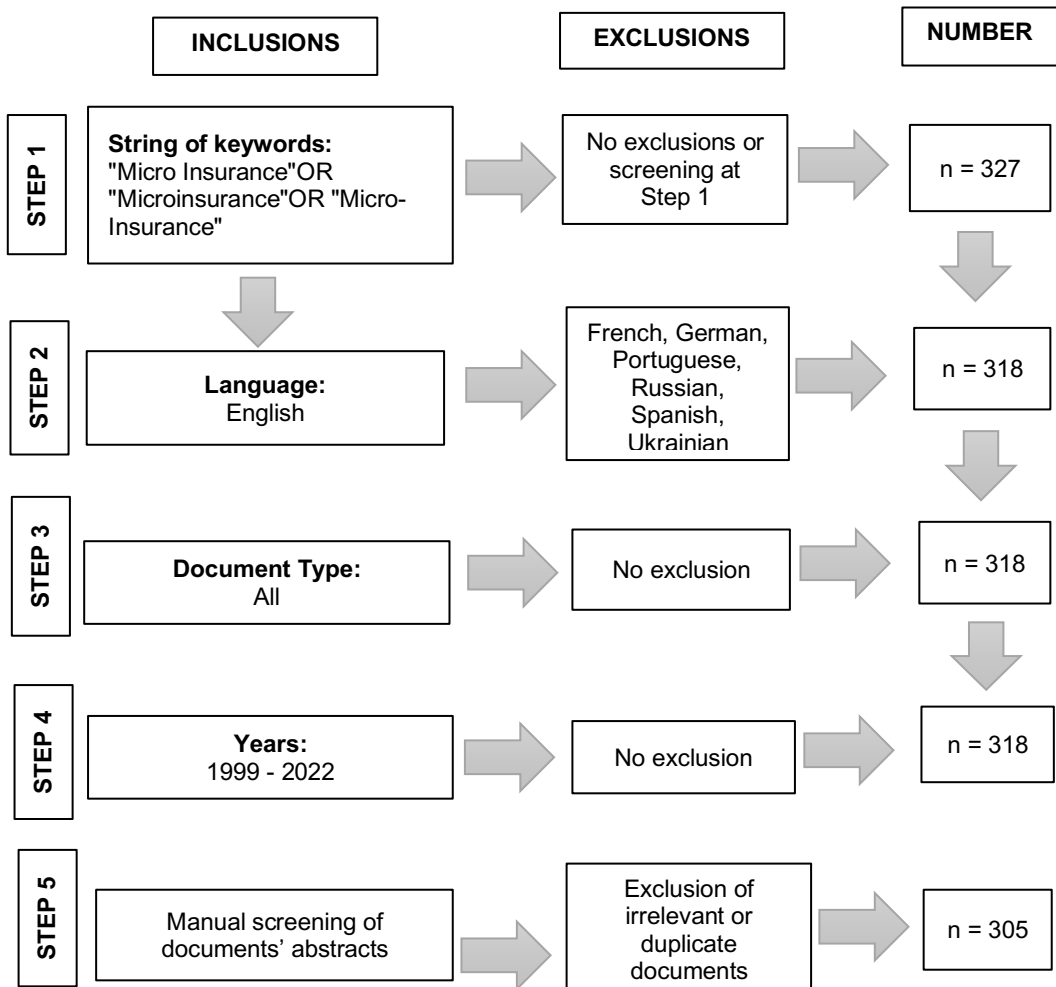 INCLUSIONS
EXCLUSIONS
NUMBER
STEP 1
String of keywords:
"Micro Insurance"OR
"Microinsurance"OR "Micro-
Insurance"
No exclusions or
screening at
Step 1
n = 327
STEP 2
Language:
English
French, German,
Portuguese,
Russian,
Spanish,
Ukrainian
n = 318
STEP 3
Document Type:
All
No exclusion
n = 318
STEP 4
Years:
1999 - 2022
No exclusion
n = 318
STEP 5
Manual screening of
documents’ abstracts
Exclusion of
irrelevant or
duplicate
documents
n = 305